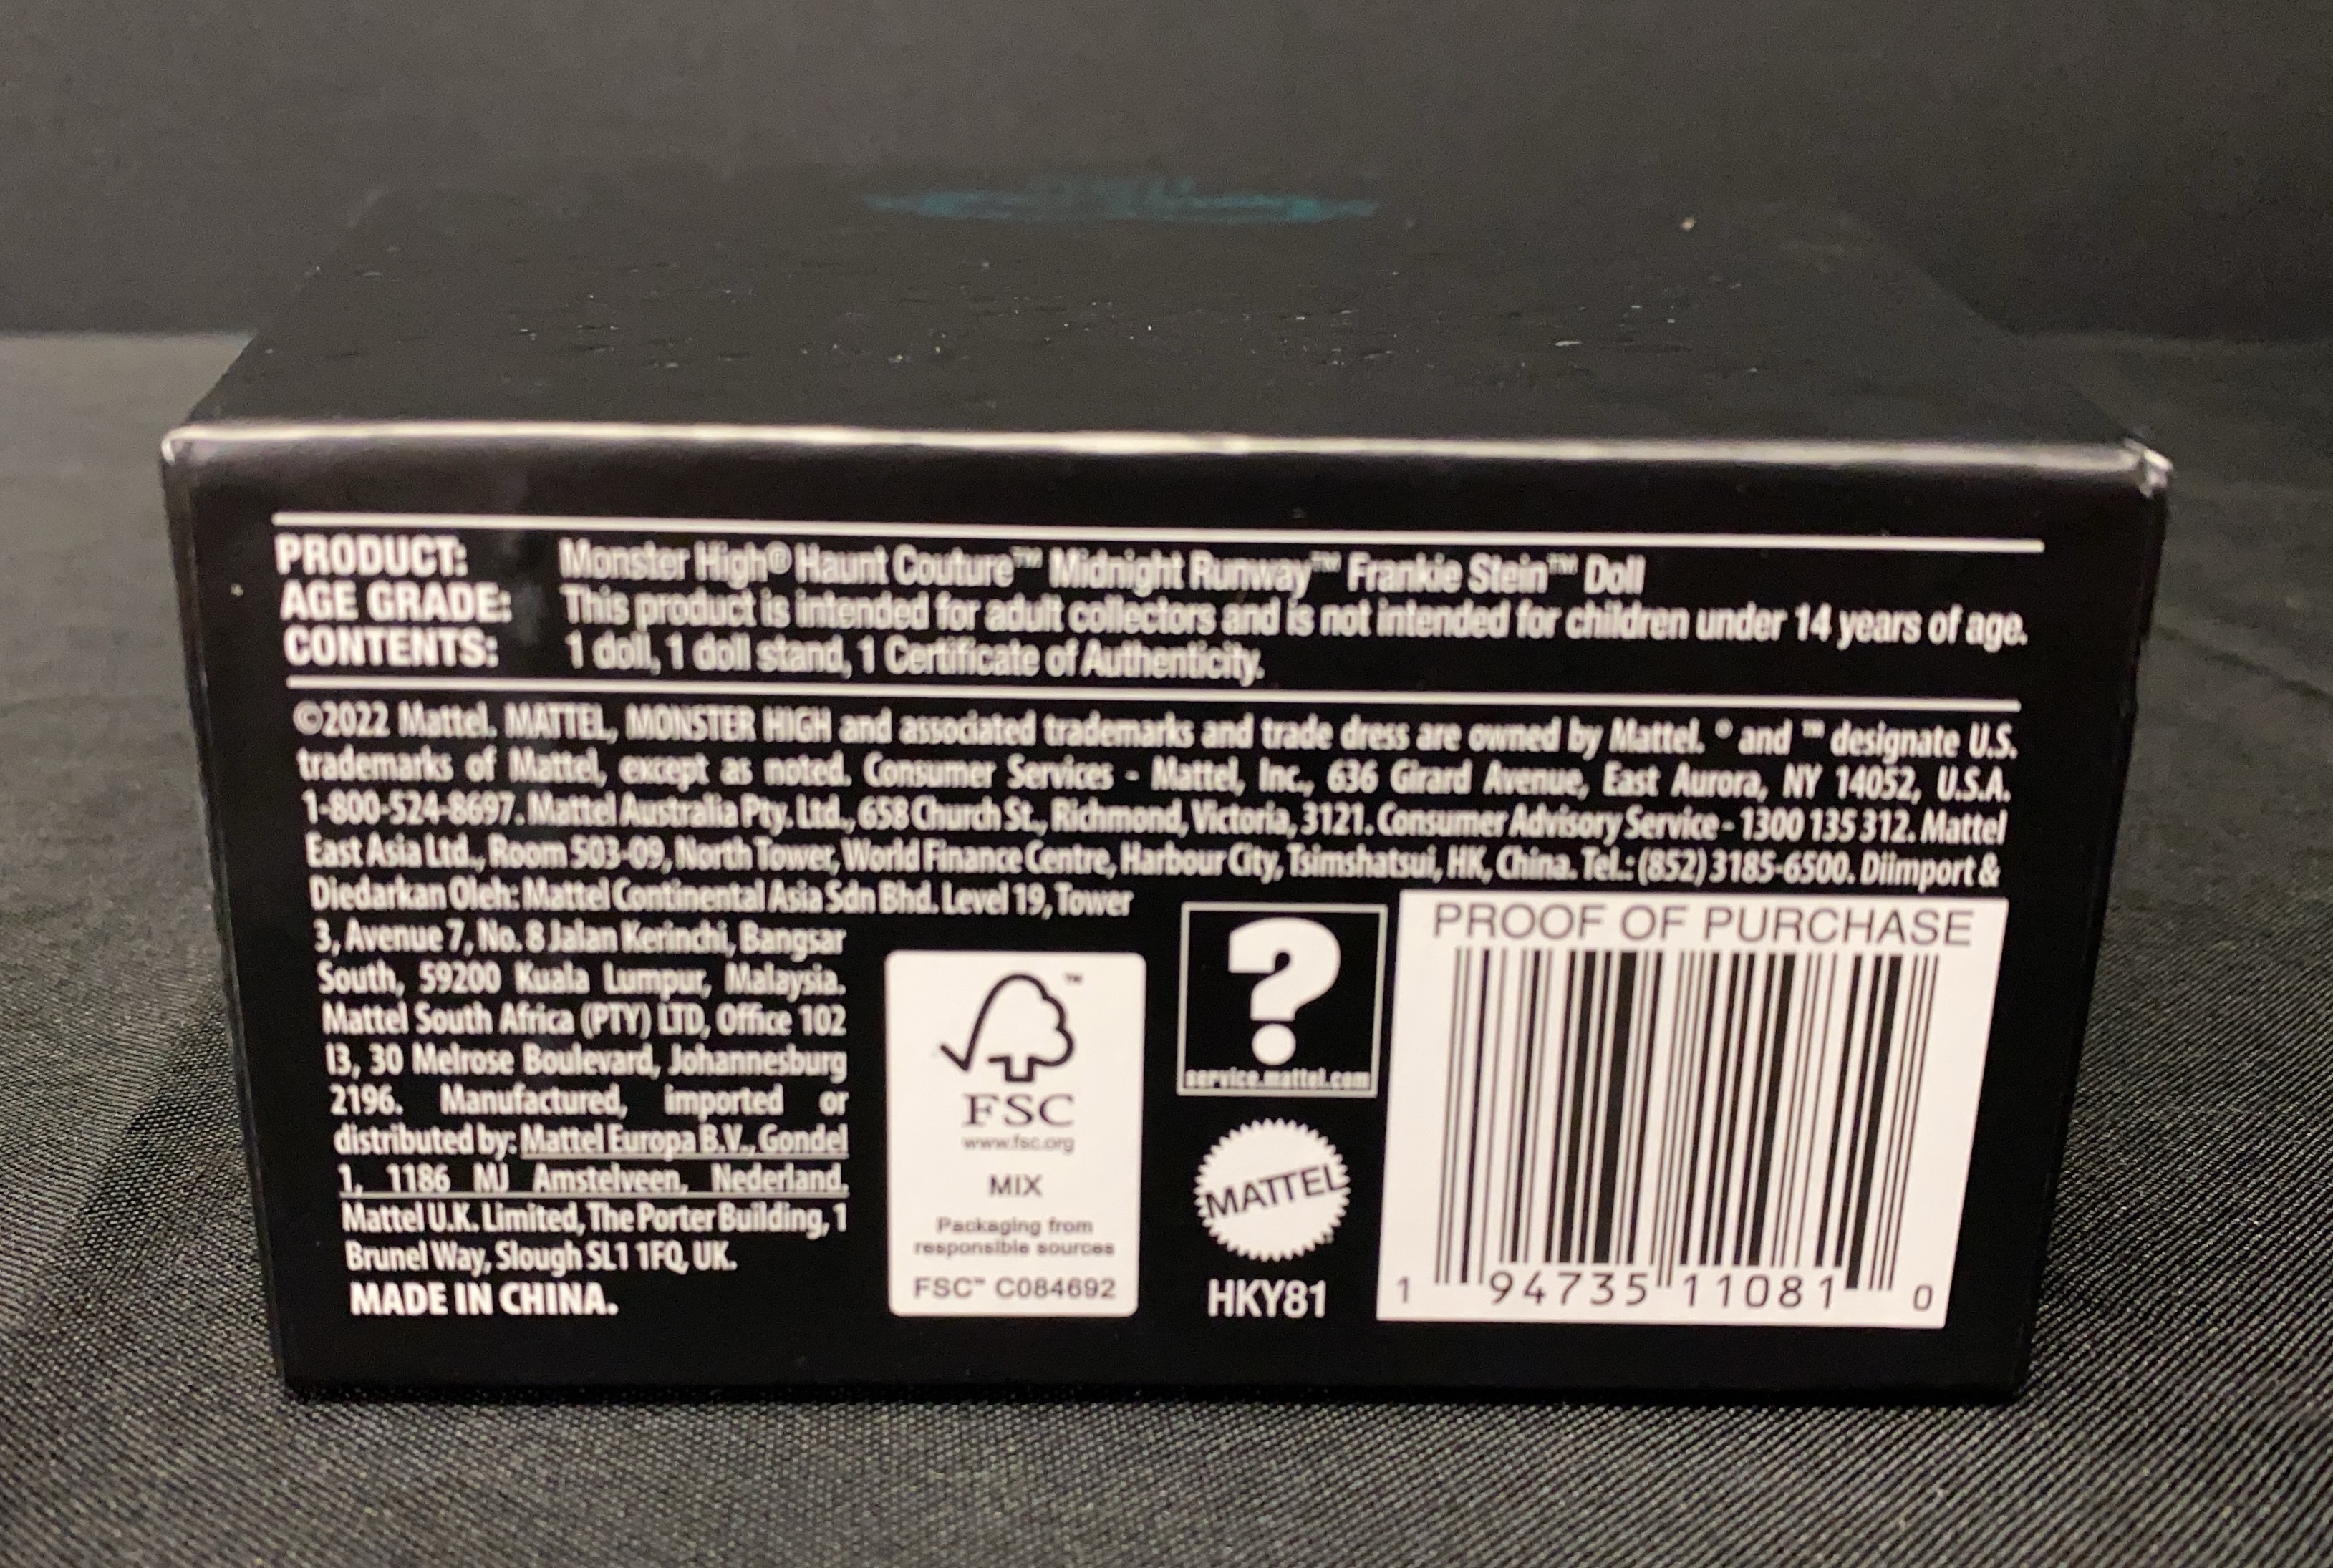 PRODUCT: Monster High® Haunt Couture™ Midnight Runway™ Frankie Stein™ Doll
AGE GRADE: This product is intended for adult collectors and is not intended for children under 14 years of age.
CONTENTS: 1 doll, 1 doll stand, 1 Certificate of Authenticity.
©2022 Mattel. MATTEL, MONSTER HIGH and associated trademarks and trade dress are owned by Mattel. ® and ™ designate U.S.
trademarks of Mattel, except as noted. Consumer Services - Mattel, Inc., 636 Girard Avenue, East Aurora, NY 14052, U.S.A.
1-800-524-8697. Mattel Australia Pty. Ltd., 658 Church St., Richmond, Victoria, 3121. Consumer Advisory Service - 1300 135 312. Mattel
East Asia Ltd., Room 503-09, North Tower, World Finance Centre, Harbour City, Tsimshatsui, HK, China. Tel.: (852) 3185-6500. Diimport &
Diedarkan Oleh: Mattel Continental Asia Sdn Bhd. Level 19, Tower
3, Avenue 7, No. 8 Jalan Kerinchi, Bangsar
South, 59200 Kuala Lumpur, Malaysia.
Mattel South Africa (PTY) LTD, Office 102
I3, 30 Melrose Boulevard, Johannesburg
2196. Manufactured, imported or
distributed by: Mattel Europa B.V., Gondel
1, 1186 MJ Amstelveen, Nederland.
Mattel U.K. Limited, The Porter Building, 1
Brunel Way, Slough SL1 1FQ, UK.
MADE IN CHINA.
™
FSC
www.fsc.org
MIX
Packaging from
responsible sources
FSC™ C084692
?
service.mattel.com
MATTEL
HKY81
PROOF OF PURCHASE
1 94735 11081 0